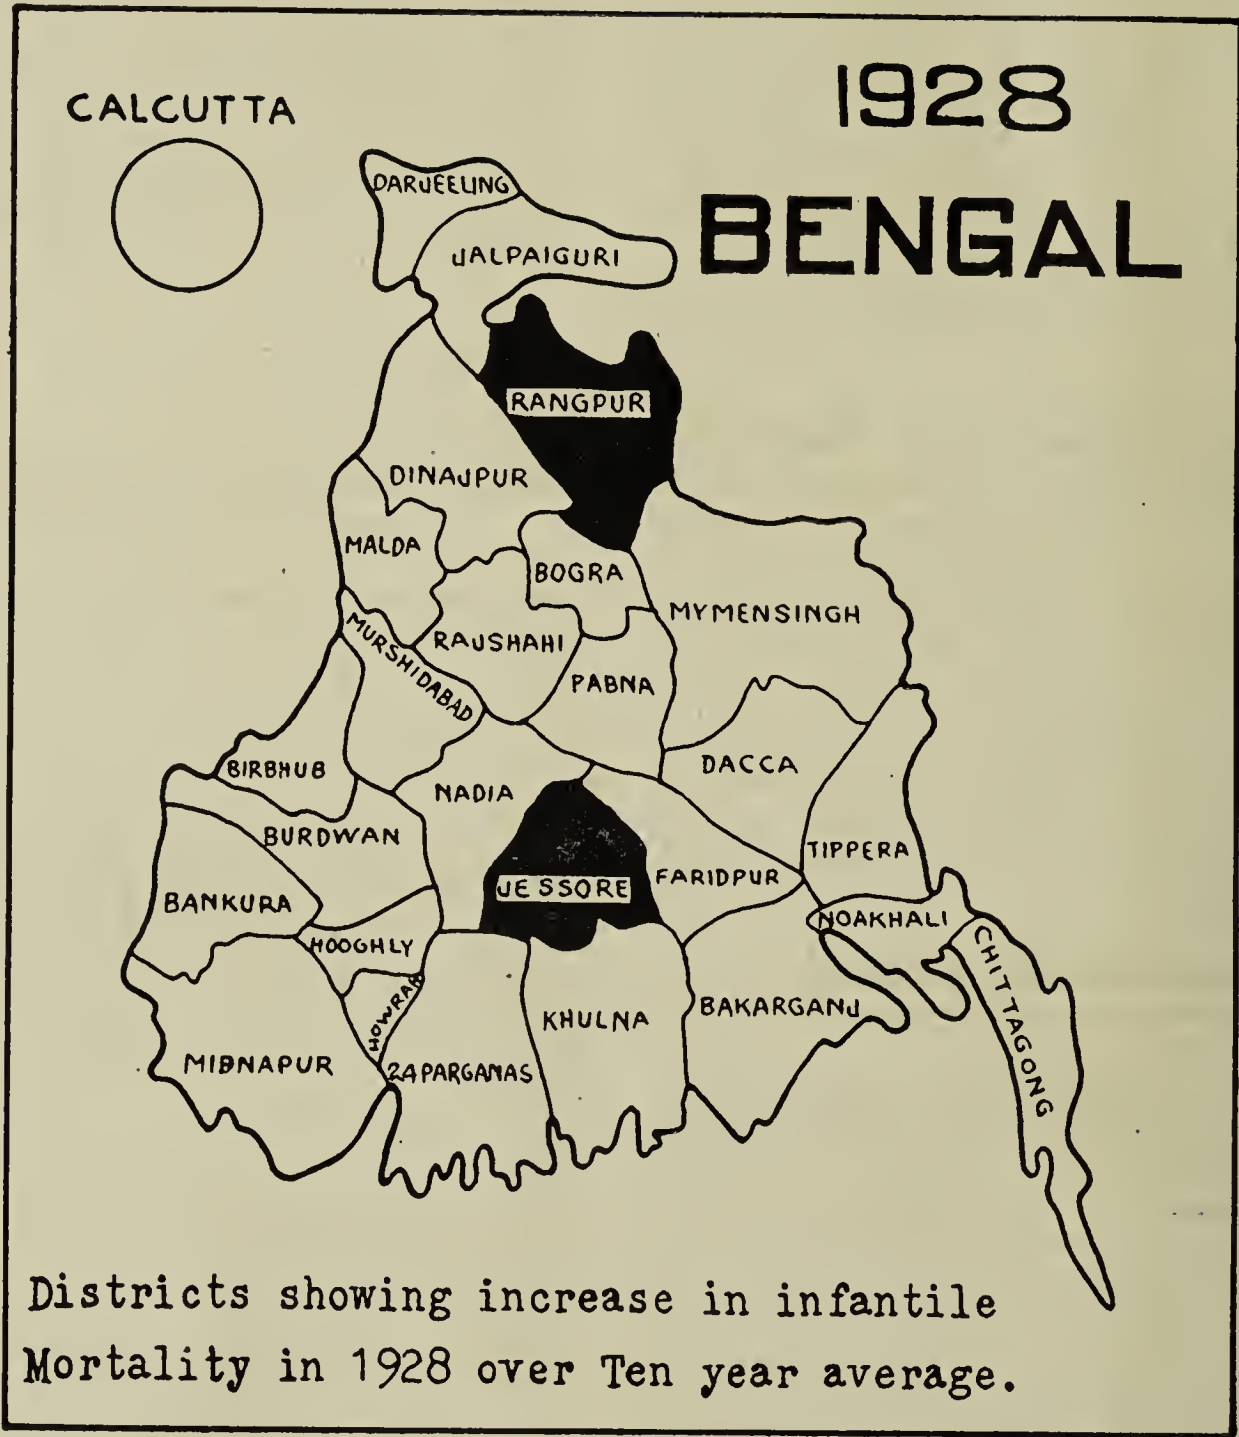 CALCUTTA
1928
BENGAL
DARJEELING
JALPAIGURI
RANGPUR
DINAJPUR
MALDA
BOGRA
MYMENSINGH
MURSHIDABAD
RAJSHAHI
PABNA
BIRBHUB
NADIA
DACCA
BURDWAN
TIPPERA
BANKURA
JESSORE
FARIDPUR
HOOGHLY
NOAKHALI
CHITTAGONG
HOWRAH
KHULNA
BAKARGANJ
MIDNAPUR
24 PARGANAS
Districts showing increase in infantile
Mortality in 1928 over Ten year average.